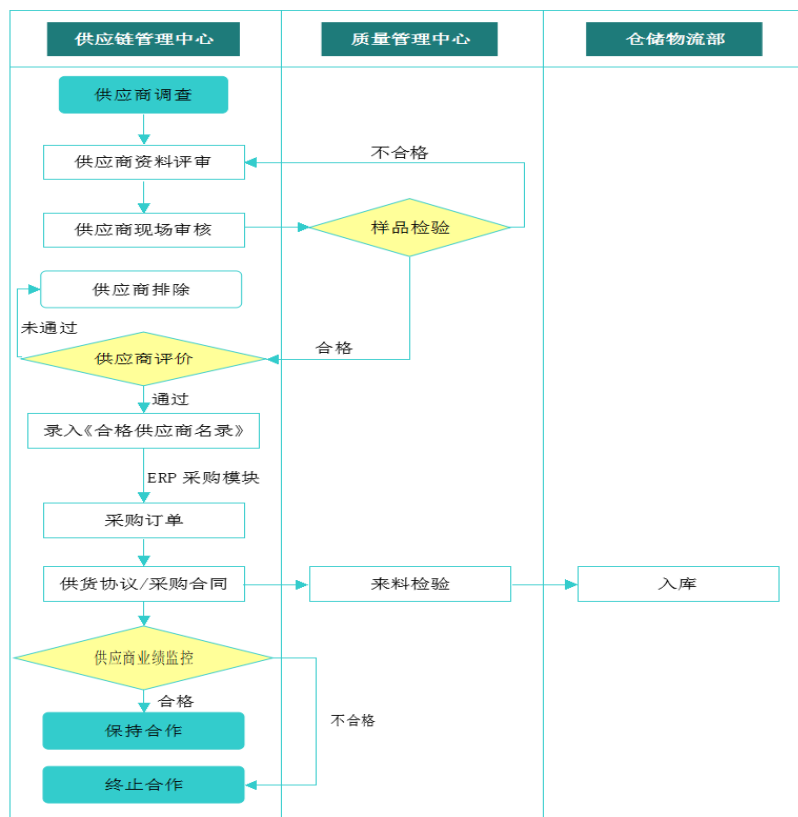 供应链管理中心
质量管理中心
仓储物流部
供应商调查
不合格
供应商资料评审
供应商现场审核
样品检验
供应商排除
未通过
合格
供应商评价
通过
录入《合格供应商名录》
ERP 采购模块
采购订单
供货协议/采购合同
来料检验
入库
供应商业绩监控
合格
不合格
保持合作
终止合作